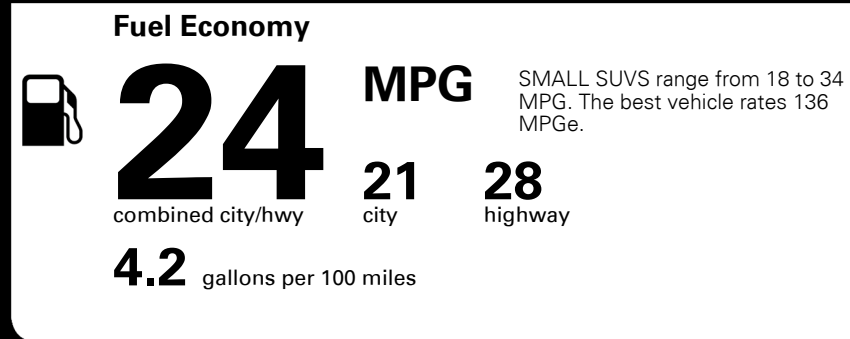 Fuel Economy
24
MPG
SMALL SUVS range from 18 to 34
MPG. The best vehicle rates 136
MPGe.
21
28
combined city/hwy
city
highway
4.2 gallons per 100 miles